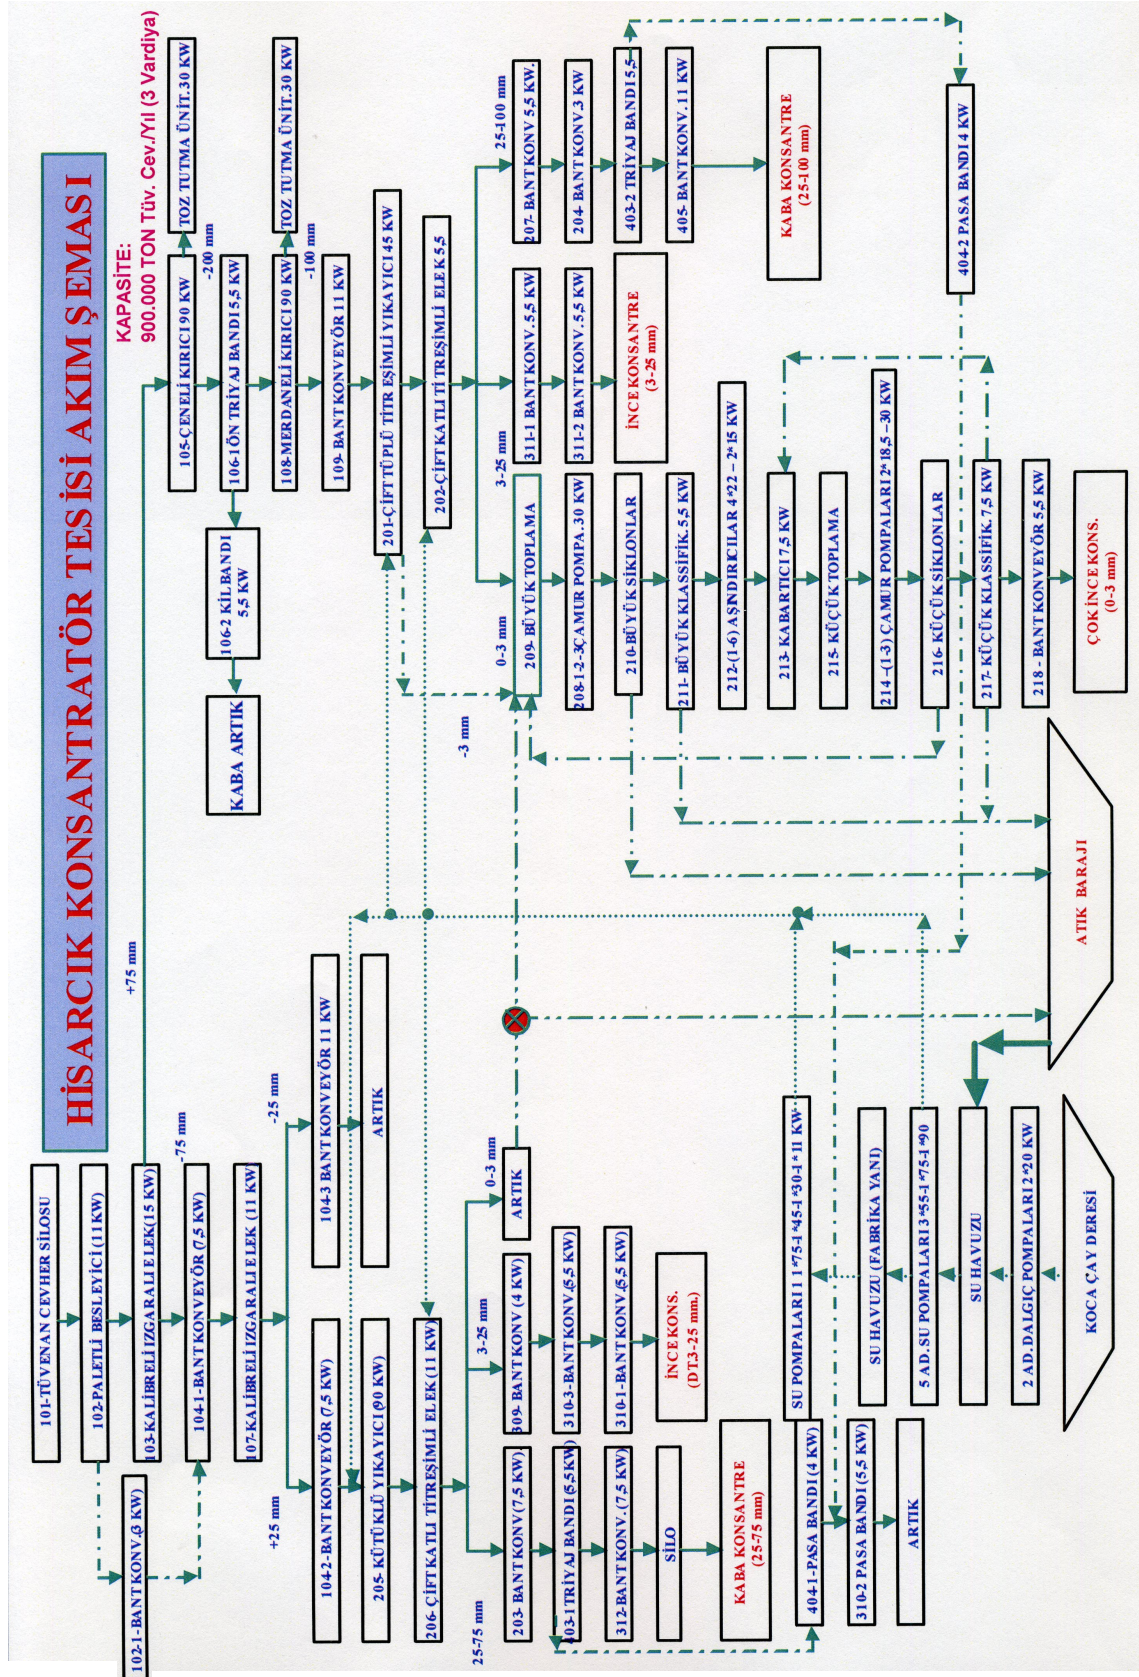 HİSARCIK KONSANTRATÖR TESİSİ AKIM ŞEMASI
KAPASİTE:
900.000 TON Tüv. Cev./Yıl (3 Vardiya)
101-TÜVENAN CEVHER SİLOSU
102-PALETLİ BESLEYİCİ (11KW)
102-1-BANT KONV.(3 KW)
103-KALİBRELİ IZGARALI ELEK(15 KW)
+75 mm
-75 mm
104-1-BANT KONVEYÖR (7,5 KW)
107-KALİBRELİ IZGARALI ELEK (11 KW)
+25 mm
-25 mm
104-2-BANT KONVEYÖR (7,5 KW)
104-3 BANT KONVEYÖR 11 KW
ARTIK
205- KÜTÜKLÜ YIKAYICI (90 KW)
206- ÇİFT KATLI TİTREŞİMLİ ELEK (11 KW)
25-75 mm
3-25 mm
0-3 mm
203- BANT KONV (7,5 KW)
403-1 TRİYAJ BANDI (5,5 KW)
312-BANT KONV. (7,5 KW)
SİLO
KABA KONSANTRE
(25-75 mm)
309- BANT KONV (4 KW)
310-3-BANT KONV.(5,5 KW)
310-1-BANT KONV.(5,5 KW)
İNCE KONS.
(DT.3-25 mm.)
ARTIK
404-1-PASA BANDI (4 KW)
310-2 PASA BANDI (5,5 KW)
ARTIK
SU POMPALARI 1 1*75-1*45-1*30-1*11 KW
SU HAVUZU (FABRİKA YANI)
5 AD. SU POMPALARI 3*55-1*75-1*90
SU HAVUZU
2 AD. DALGIÇ POMPALARI 2*20 KW
KOCA ÇAY DERESİ
ATIK BARAJI
105-ÇENELİ KIRICI 90 KW
TOZ TUTMA ÜNİT.30 KW
-200 mm
106-1ÖN TRİYAJ BANDI 5,5 KW
106-2 KİL BANDI
5,5 KW
KABA ARTIK
108-MERDANELİ KIRICI 90 KW
TOZ TUTMA ÜNİT.30 KW
-100 mm
109- BANT KONVEYÖR 11 KW
201-ÇİFT TÜPLÜ TİTREŞİMLİ YIKAYICI 45 KW
202-ÇİFT KATLI TİTREŞİMLİ ELEK 5,5
-3 mm
0-3 mm
3-25 mm
25-100 mm
209- BÜYÜK TOPLAMA
208-1-2-3ÇAMUR POMPA. 30 KW
210-BÜYÜK SİKLONLAR
211- BÜYÜK KLASSİFİK. 5,5 KW
212-(1-6) AŞINDIRICILAR 4*22 – 2*15 KW
213- KABARTICI 7,5 KW
215- KÜÇÜK TOPLAMA
214 –(1-3) ÇAMUR POMPALARI 2*18,5 –30 KW
216- KÜÇÜK SİKLONLAR
217- KÜÇÜK KLASSİFİK. 7,5 KW
218 - BANT KONVEYÖR 5,5 KW
ÇOK İNCE KONS.
(0-3 mm)
311-1 BANT KONV. 5,5 KW
311-2 BANT KONV. 5,5 KW
İNCE KONSANTRE
(3-25 mm)
207- BANT KONV 5,5 KW.
204- BANT KONV.3 KW
403-2 TRİYAJ BANDI 5,5
405- BANT KONV. 11 KW
KABA KONSANTRE
(25-100 mm)
404-2 PASA BANDI 4 KW